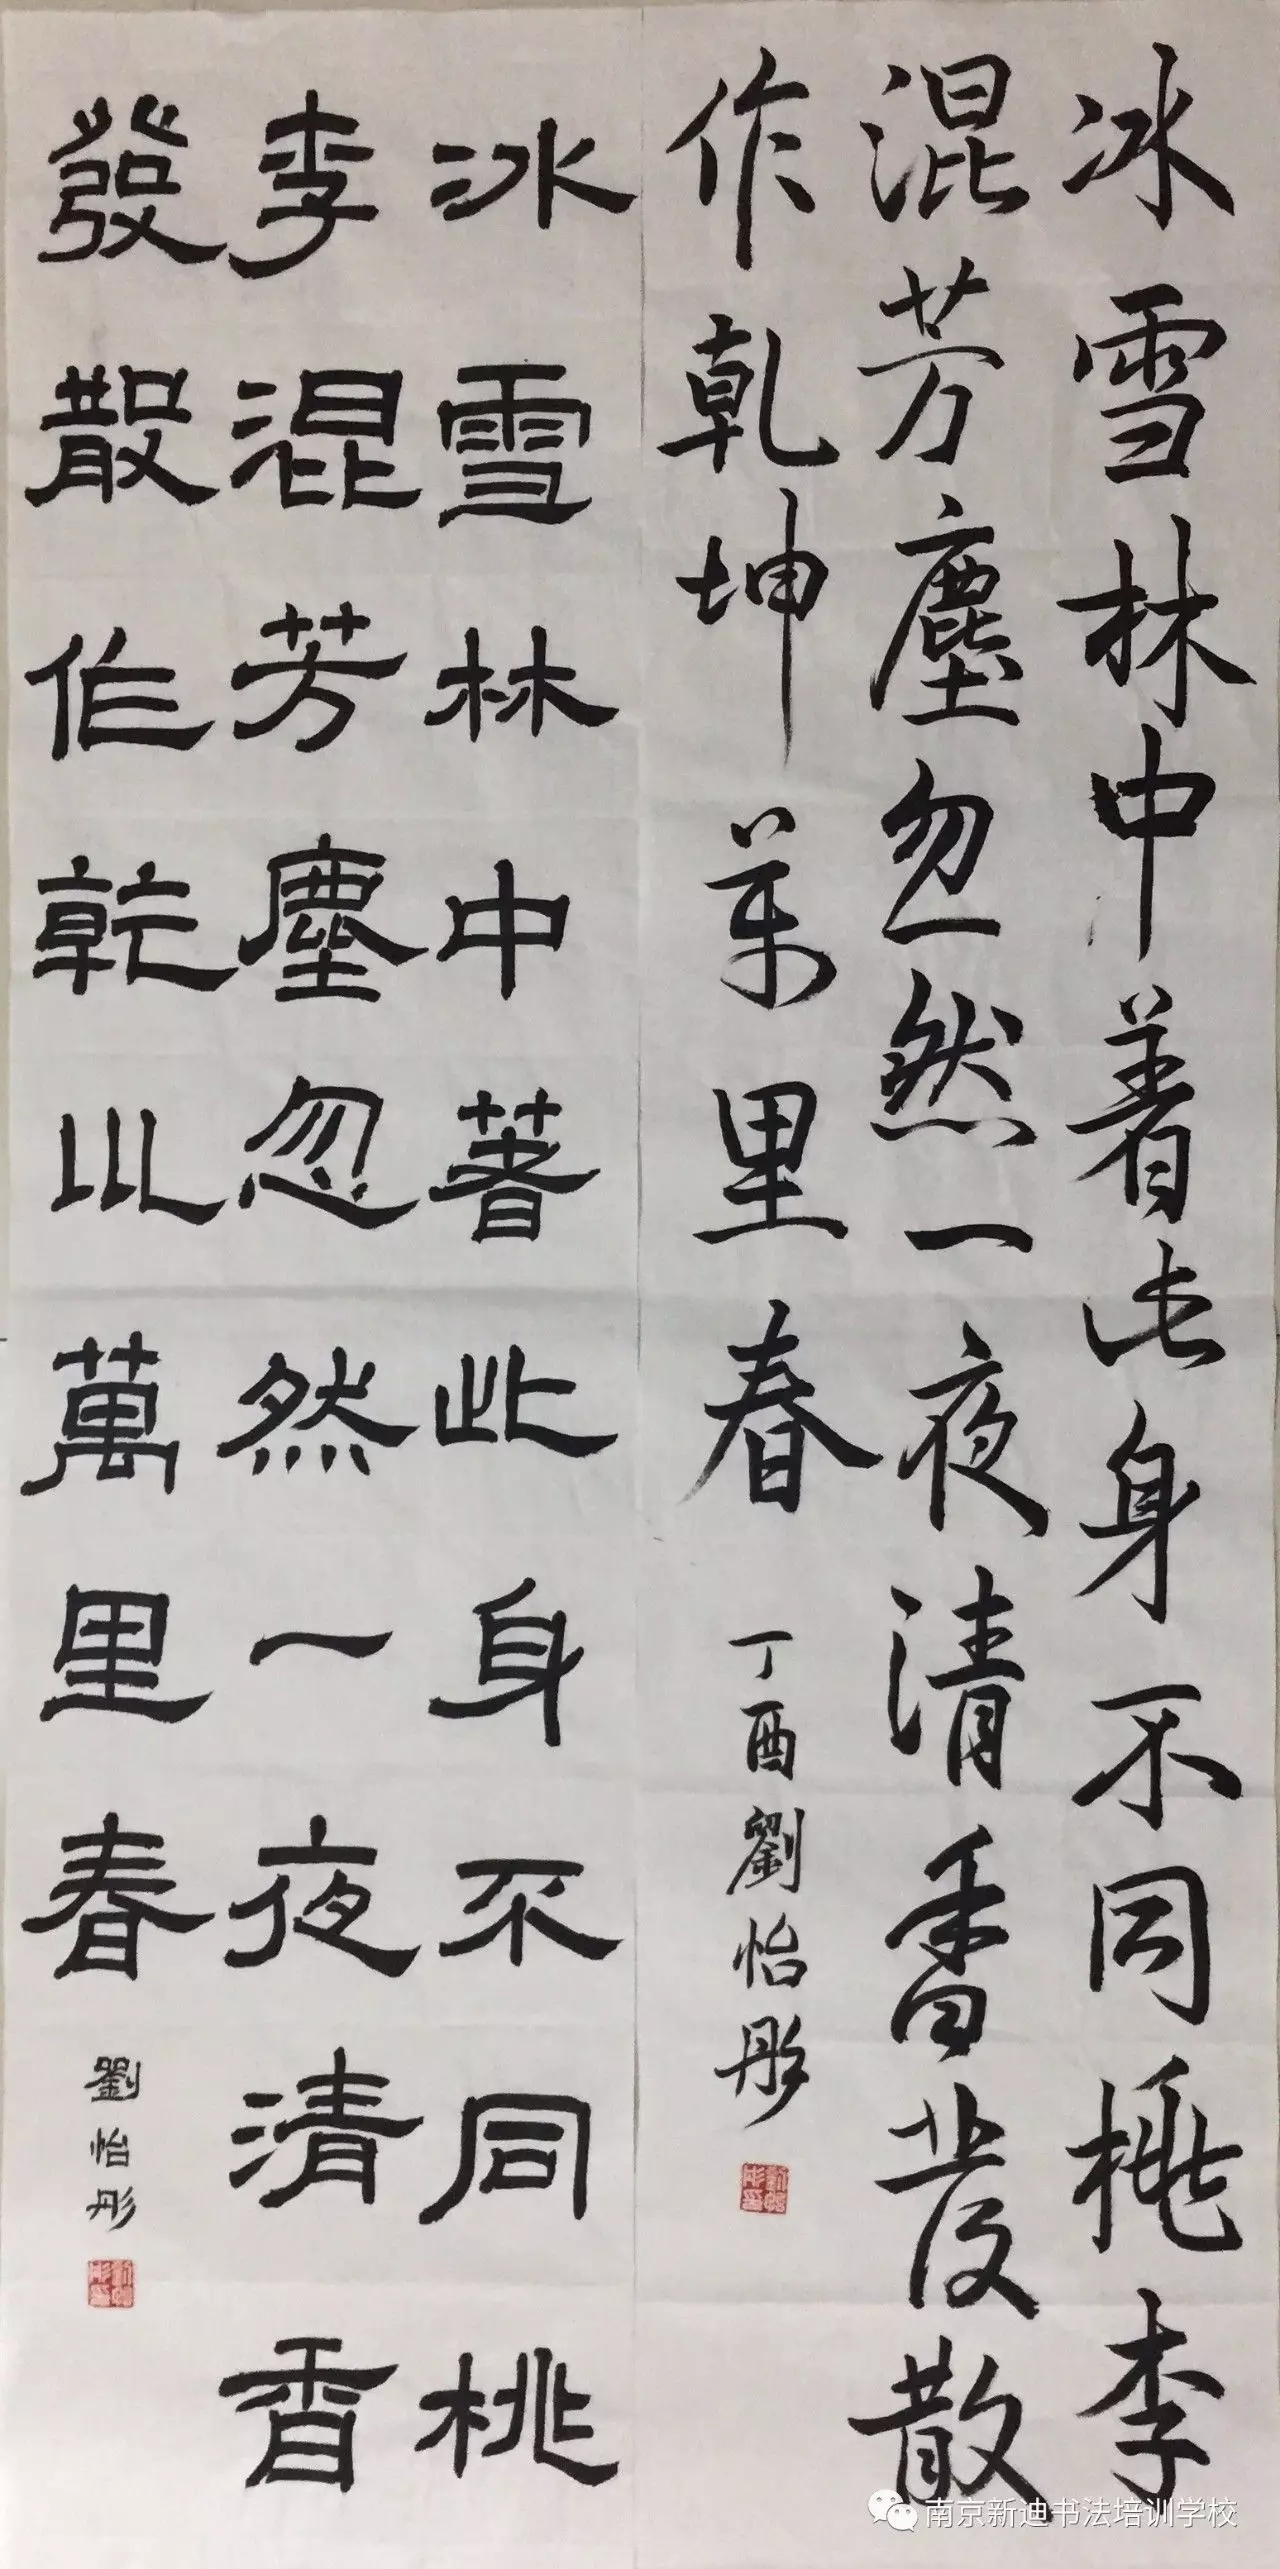 冰雪林中着此身不同桃李
混芳塵忽然一夜清香發散
作乾坤萬里春
丁酉劉怡彤
冰雪林中著此身不同桃
李混芳塵忽然一夜清香
發散作乾巛萬里春
劉怡彤
南京新迪书法培训学校